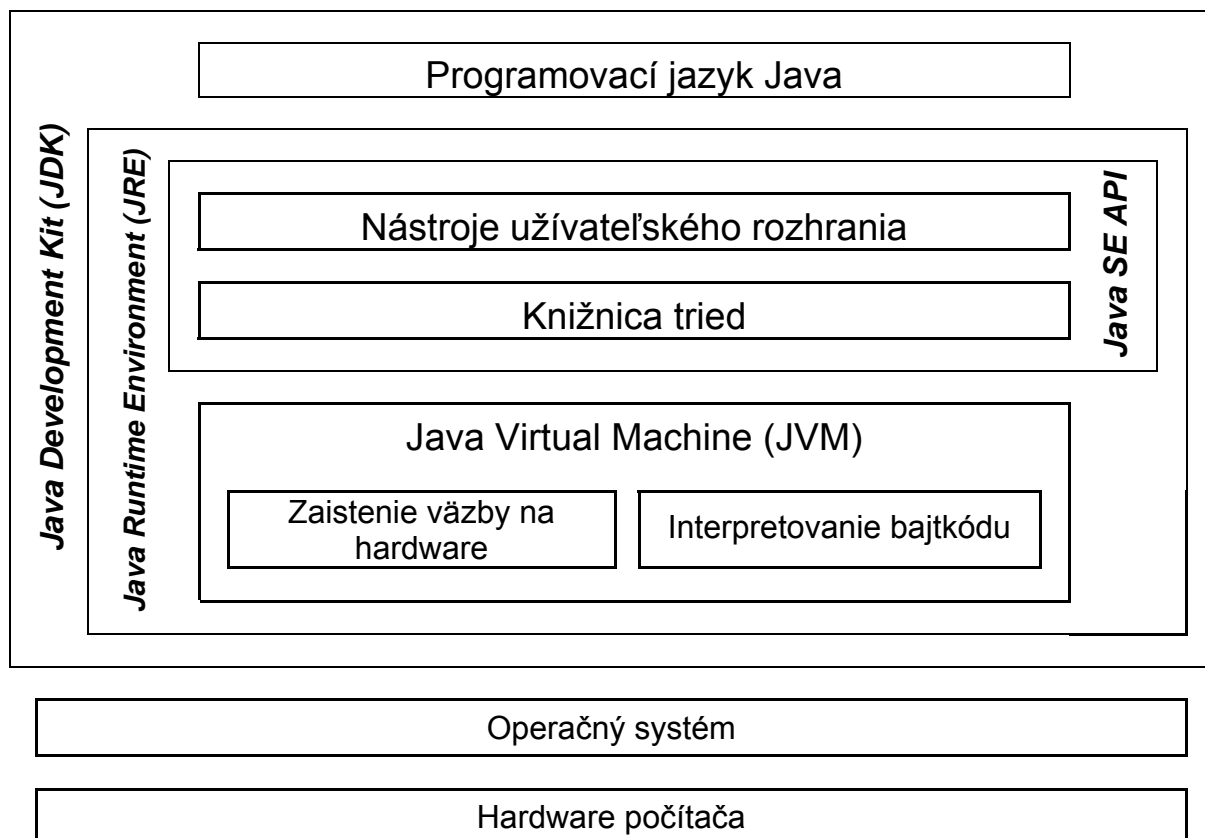 Programovací jazyk Java
Java Development Kit (JDK)
Java Runtime Environment (JRE)
Java SE API
Nástroje užívateľského rozhrania
Knižnica tried
Java Virtual Machine (JVM)
Zaistenie väzby na
hardware
Interpretovanie bajtkódu
Operačný systém
Hardware počítača